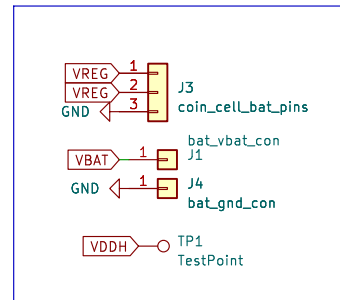 VREG 1
J3
VREG 2
coin_cell_bat_pins
GND 3
bat_vbat_con
VBAT 1
J1
J4
GND 1
bat_gnd_con
VDDH
TP1
TestPoint